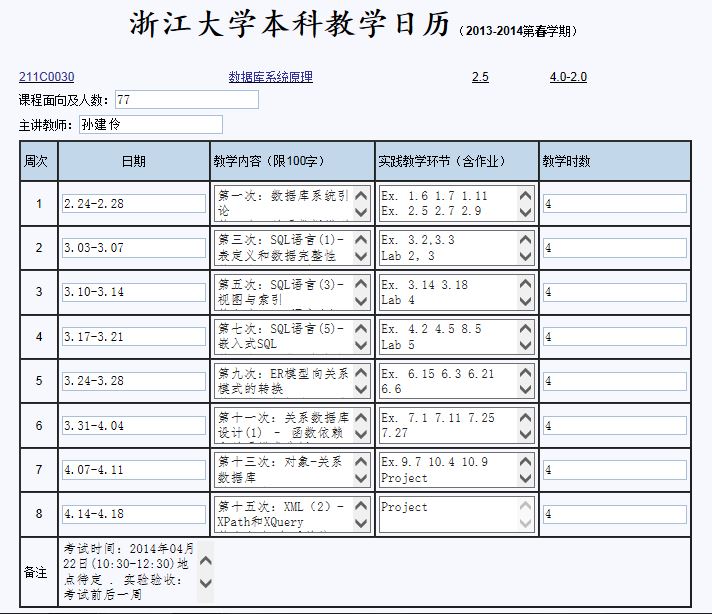 浙江大学本科教学日历（2013-2014第春学期）
211C0030 数据库系统原理 2.5 4.0-2.0
课程面向及人数：77
主讲教师：孙建伶
周次 日期 教学内容（限100字） 实践教学环节（含作业） 教学时数
1 2.24-2.28 第一次：数据库系统引 Ex. 1.6 1.7 1.11 4
论 Ex. 2.5 2.7 2.9
2 3.03-3.07 第三次：SQL语言(1)- Ex. 3.2,3.3 4
表定义和数据完整性 Lab 2, 3
3 3.10-3.14 第五次：SQL语言(3)- Ex. 3.14 3.18 4
视图与索引 Lab 4
4 3.17-3.21 第七次：SQL语言(5)- Ex. 4.2 4.5 8.5 4
嵌入式SQL Lab 5
5 3.24-3.28 第九次：ER模型向关系 Ex. 6.15 6.3 6.21 4
模式的转换 6.6
6 3.31-4.04 第十一次：关系数据库 Ex. 7.1 7.11 7.25 4
设计(1) - 函数依赖 7.27
7 4.07-4.11 第十三次：对象-关系 Ex.9.7 10.4 10.9 4
数据库 Project
8 4.14-4.18 第十五次：XML（2）- Project 4
XPath和XQuery
备注 考试时间：2014年04月
22日(10:30-12:30)地
点待定 . 实验验收：
考试前后一周